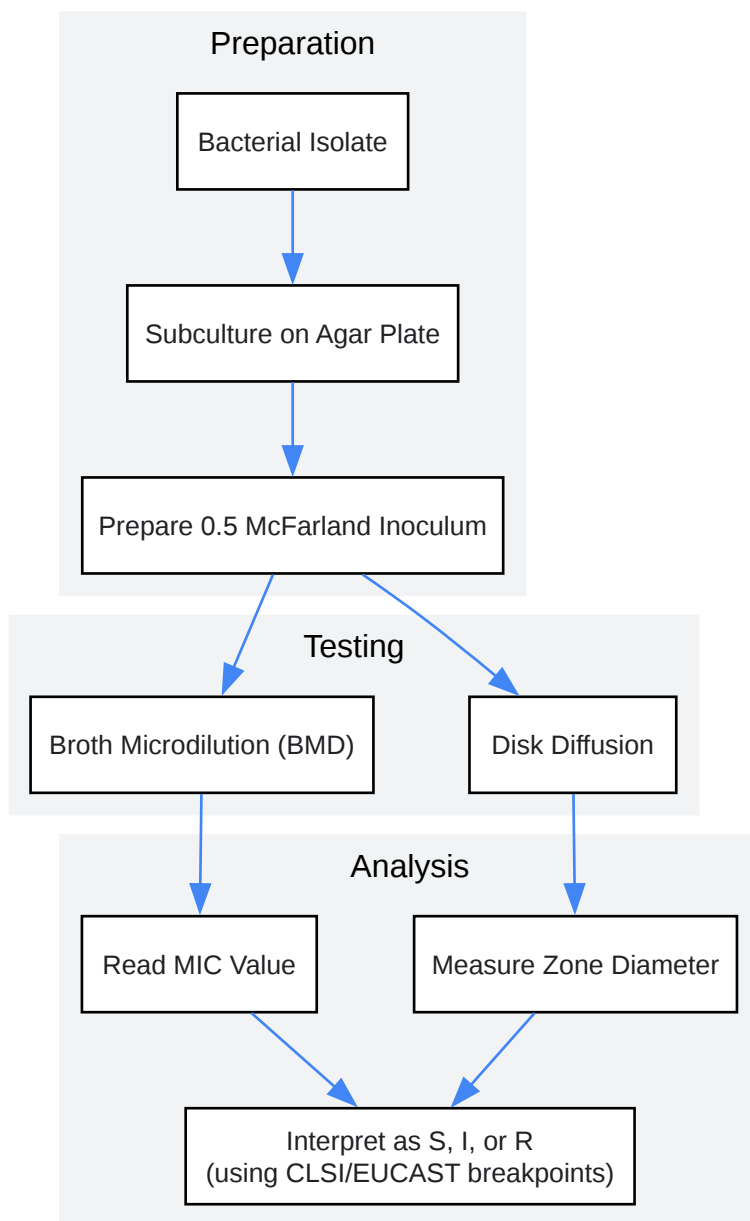 Preparation
Bacterial Isolate
Subculture on Agar Plate
Prepare 0.5 McFarland Inoculum
Testing
Broth Microdilution (BMD)
Disk Diffusion
Analysis
Read MIC Value
Measure Zone Diameter
Interpret as S, I, or R
(using CLSI/EUCAST breakpoints)